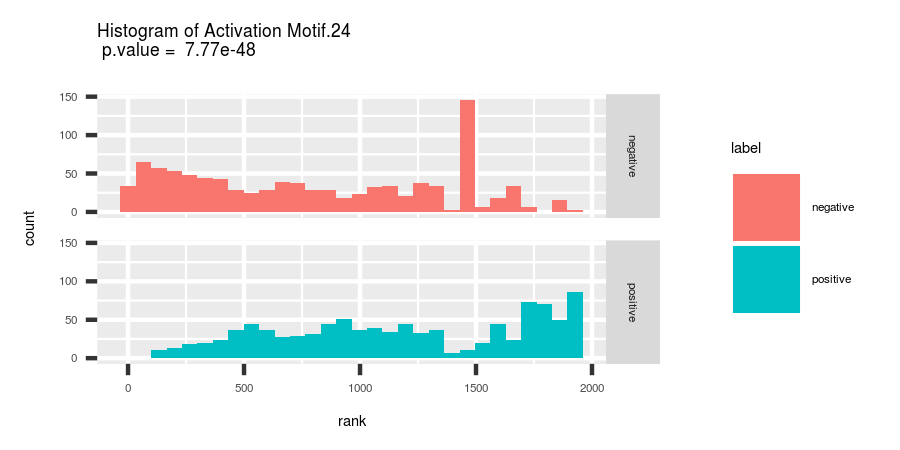 Histogram of Activation Motif.24
p.value = 7.77e-48
count
150
100
50
0
negative
150
100
50
0
positive
0 500 1000 1500 2000
rank
label
negative
positive